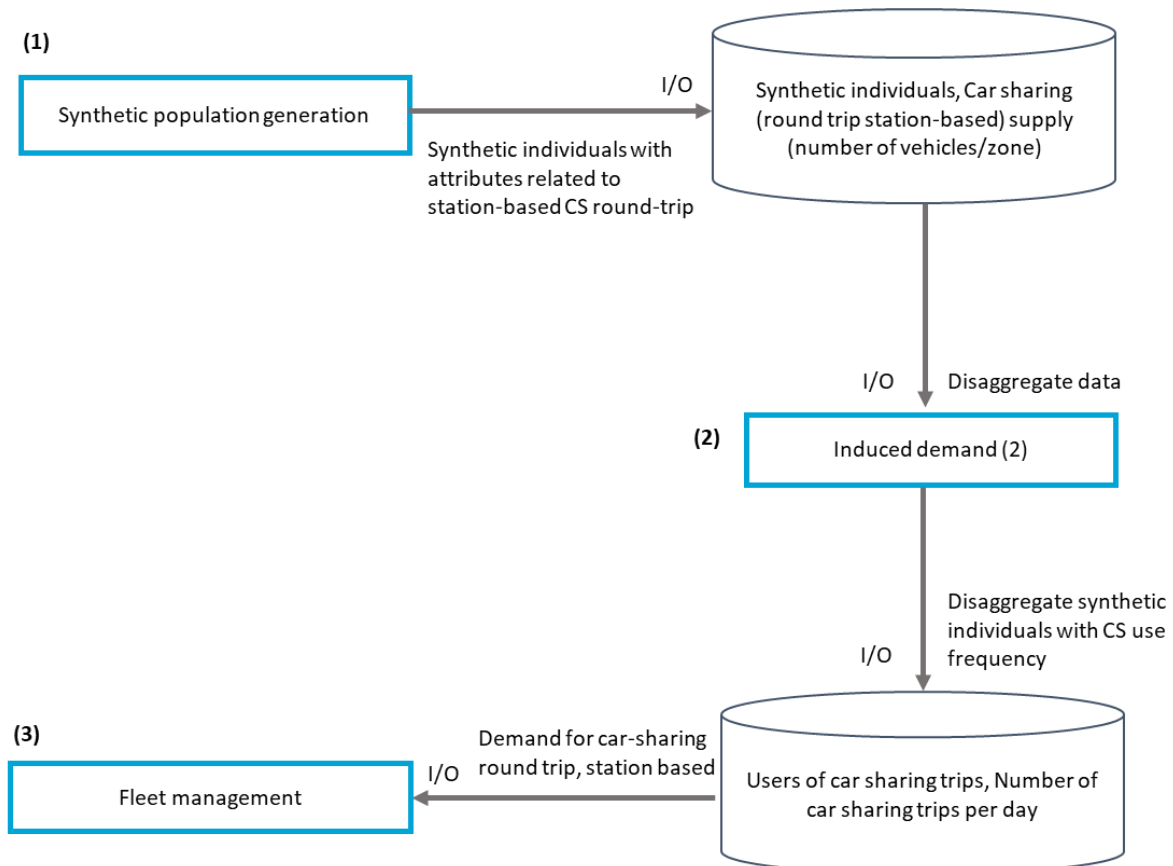 (1)
Synthetic population generation
I/O
Synthetic individuals with
attributes related to
station-based CS round-trip
Synthetic individuals, Car sharing
(round trip station-based) supply
(number of vehicles/zone)
I/O
Disaggregate data
(2)
Induced demand (2)
Disaggregate synthetic
individuals with CS use
frequency
I/O
Users of car sharing trips, Number of
car sharing trips per day
Demand for car-sharing
round trip, station based
I/O
(3)
Fleet management